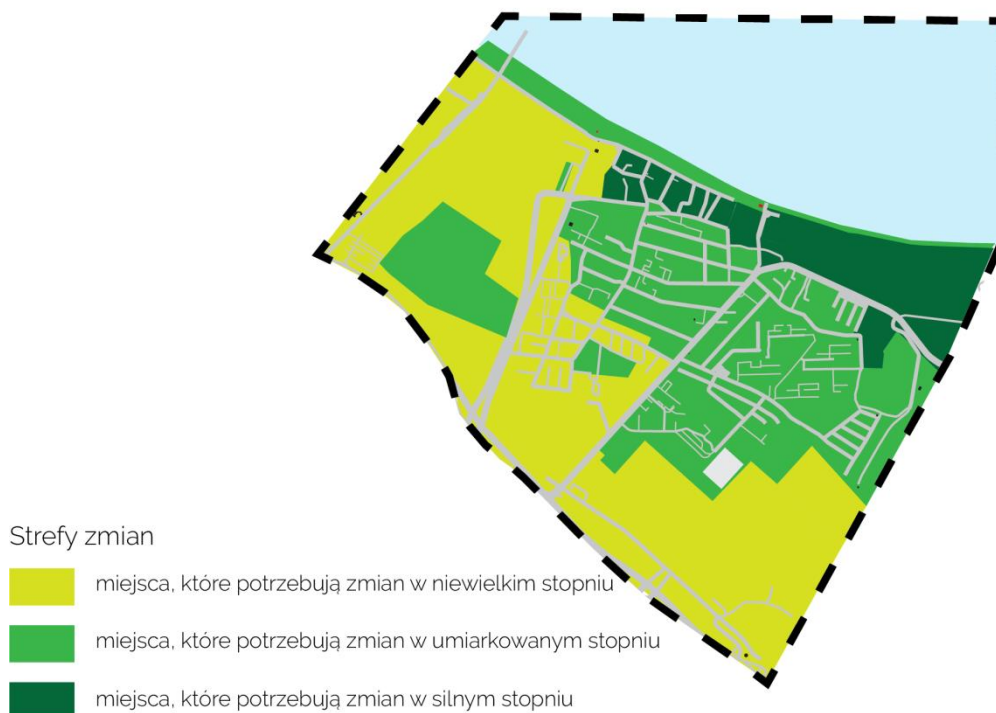 Strefy zmian
miejsca, które potrzebują zmian w niewielkim stopniu
miejsca, które potrzebują zmian w umiarkowanym stopniu
miejsca, które potrzebują zmian w silnym stopniu